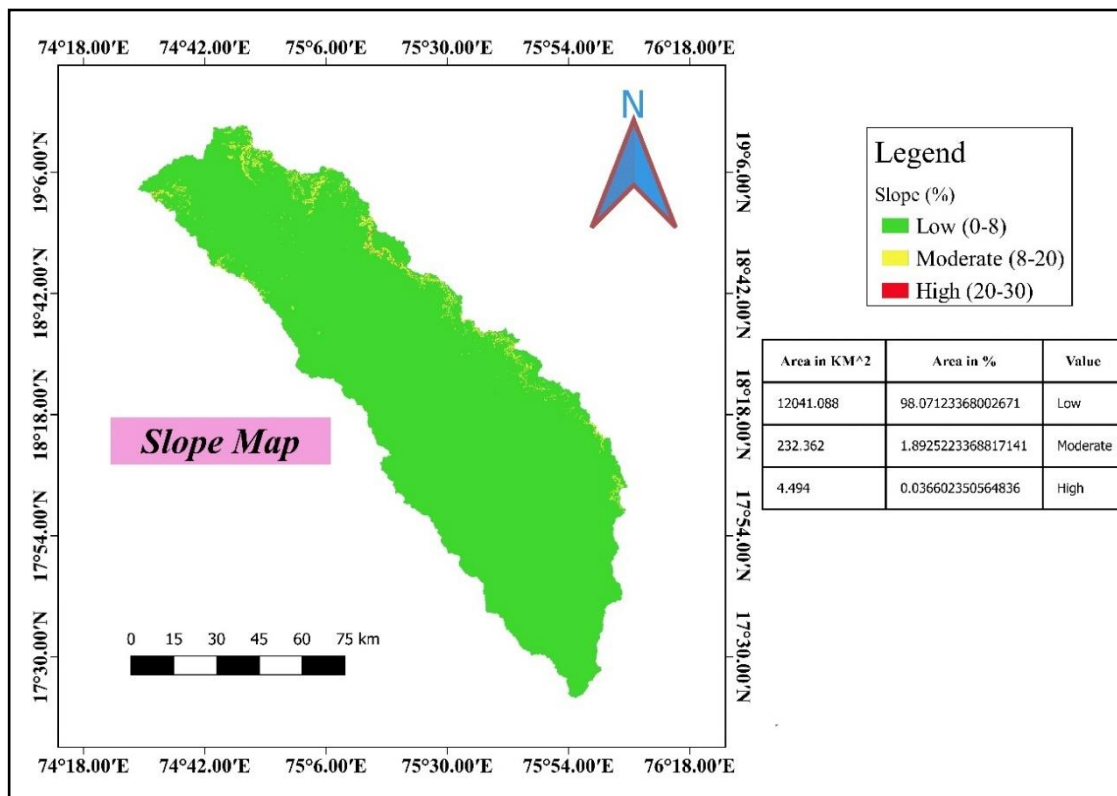 74°18.00′E 74°42.00′E 75°6.00′E 75°30.00′E 75°54.00′E 76°18.00′E
N
19°6.00′N
18°42.00′N
18°18.00′N
17°54.00′N
17°30.00′N
Slope Map
0 15 30 45 60 75 km
19°6.00′N
18°42.00′N
18°18.00′N
17°54.00′N
17°30.00′N
74°18.00′E 74°42.00′E 75°6.00′E 75°30.00′E 75°54.00′E 76°18.00′E
Legend
Slope (%)
Low (0-8)
Moderate (8-20)
High (20-30)
Area in KM^2 Area in % Value
12041.088 98.07123368002671 Low
232.362 1.8925223368817141 Moderate
4.494 0.036602350564836 High